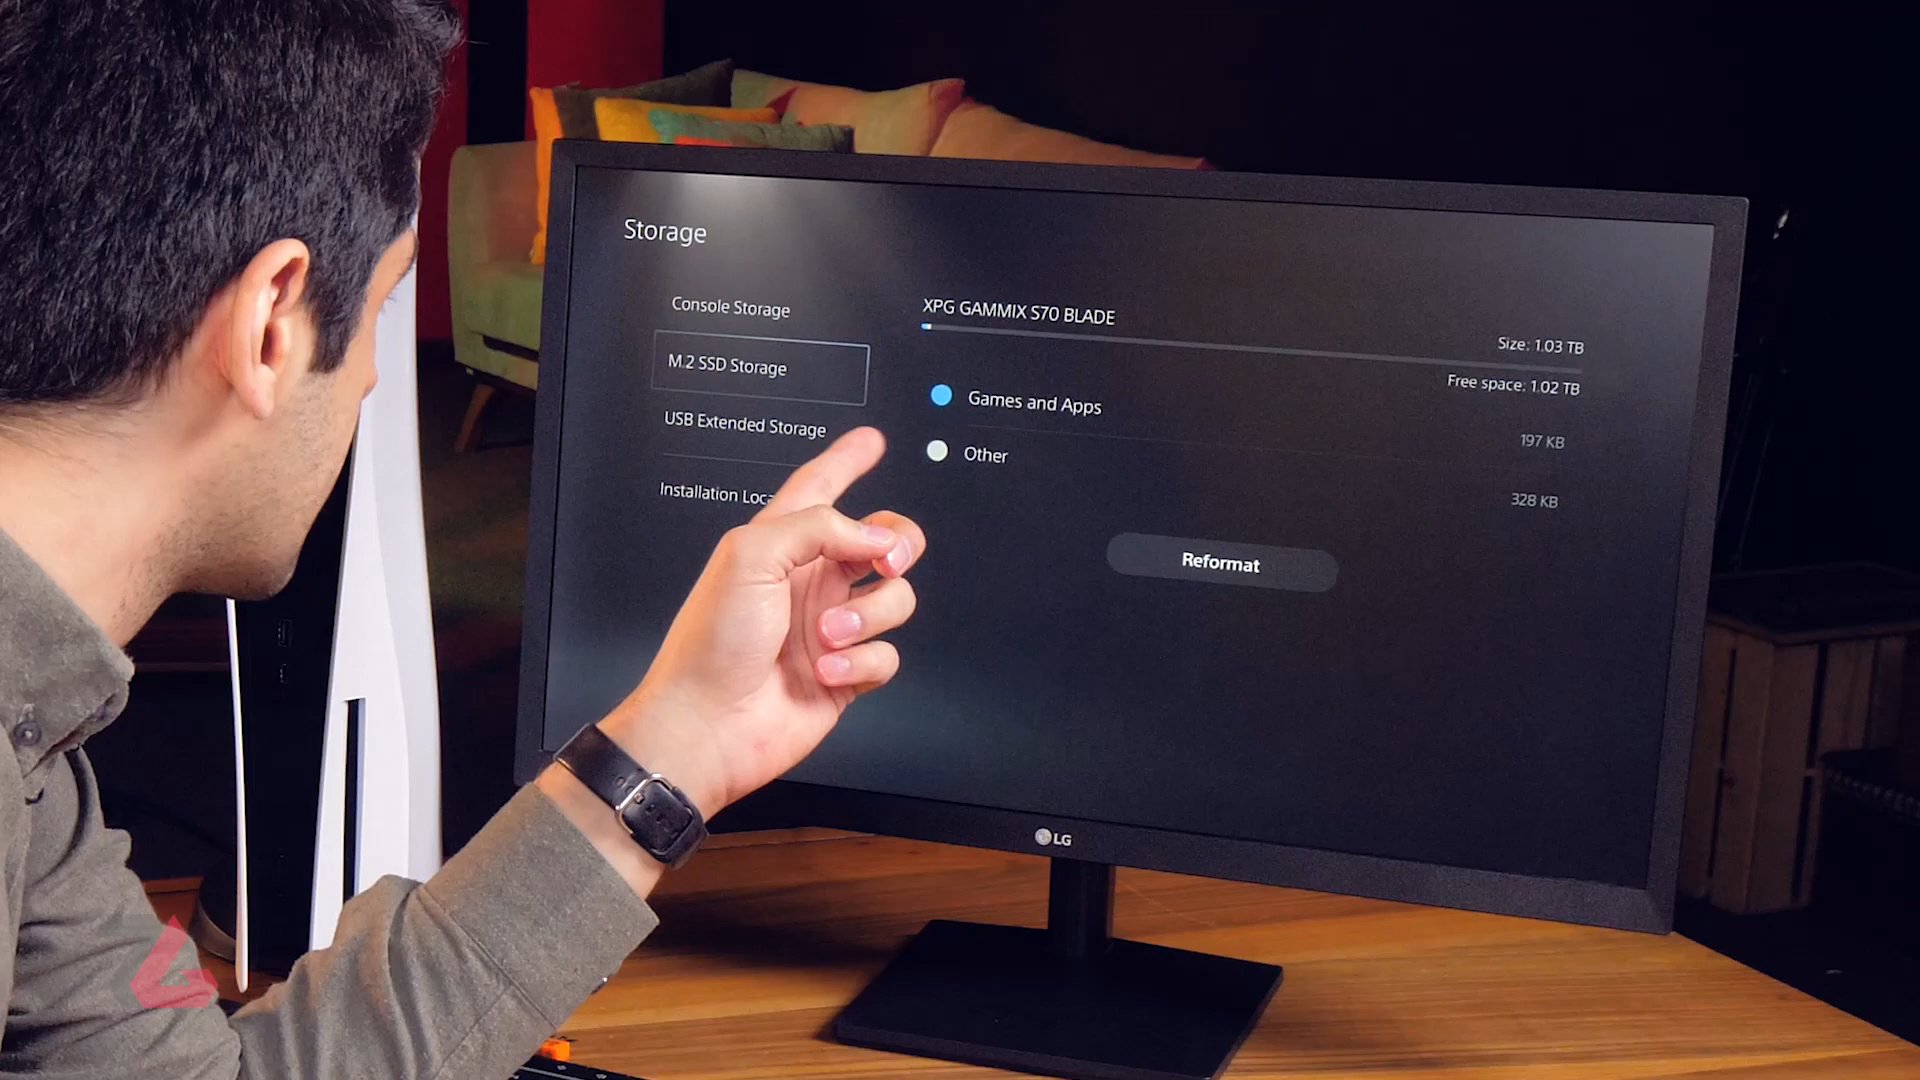 Storage
Console Storage
M.2 SSD Storage
USB Extended Storage
Installation
XPG GAMMIX S70 BLADE
Size: 1.03 TB
Free space: 1.02 TB
Games and Apps
197 KB
Other
328 KB
Reformat
LG